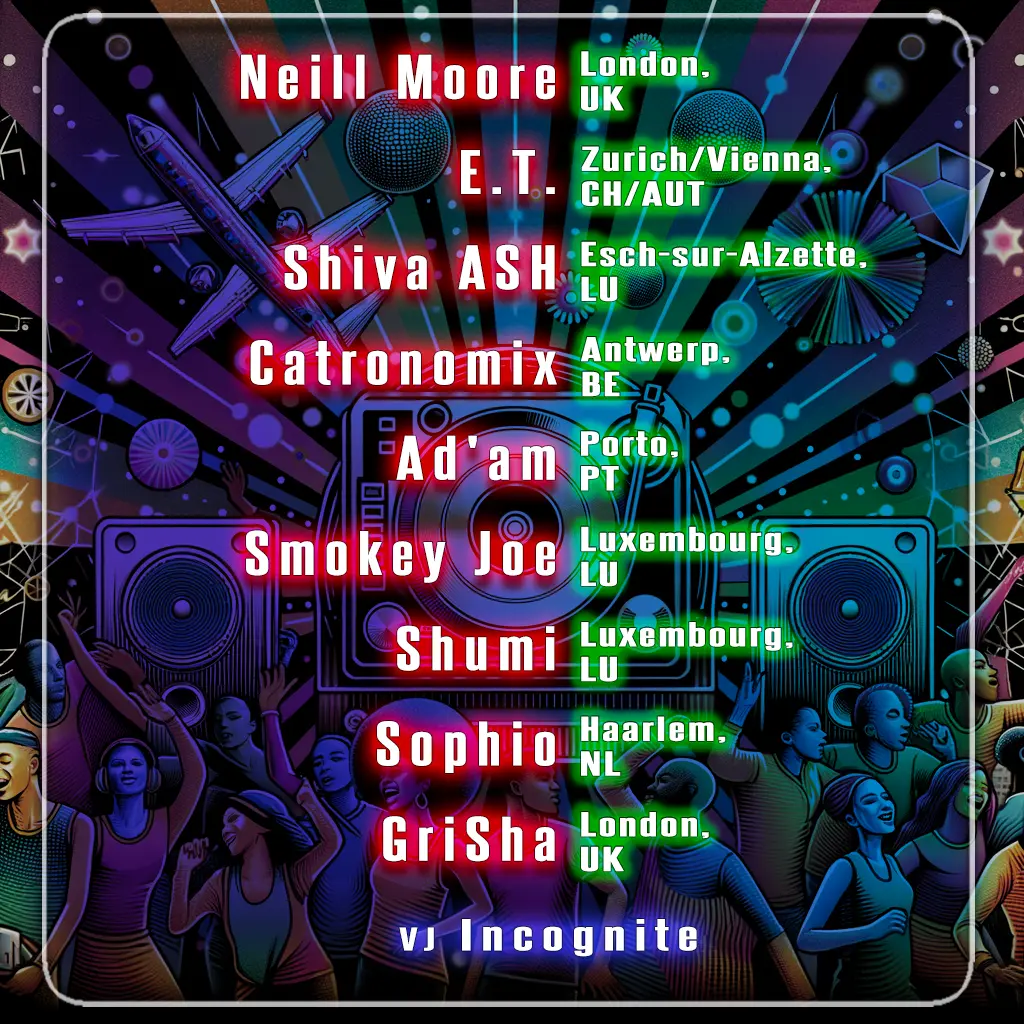 Neill Moore London,
UK
E.T. Zurich/Vienna,
CH/AUT
Shiva ASH Esch-sur-Alzette,
LU
Catronomix Antwerp,
BE
Ad'am Porto,
PT
Smokey Joe Luxembourg,
LU
Shumi Luxembourg,
LU
Sophio Haarlem,
NL
GriSha London,
UK
VJ Incognite